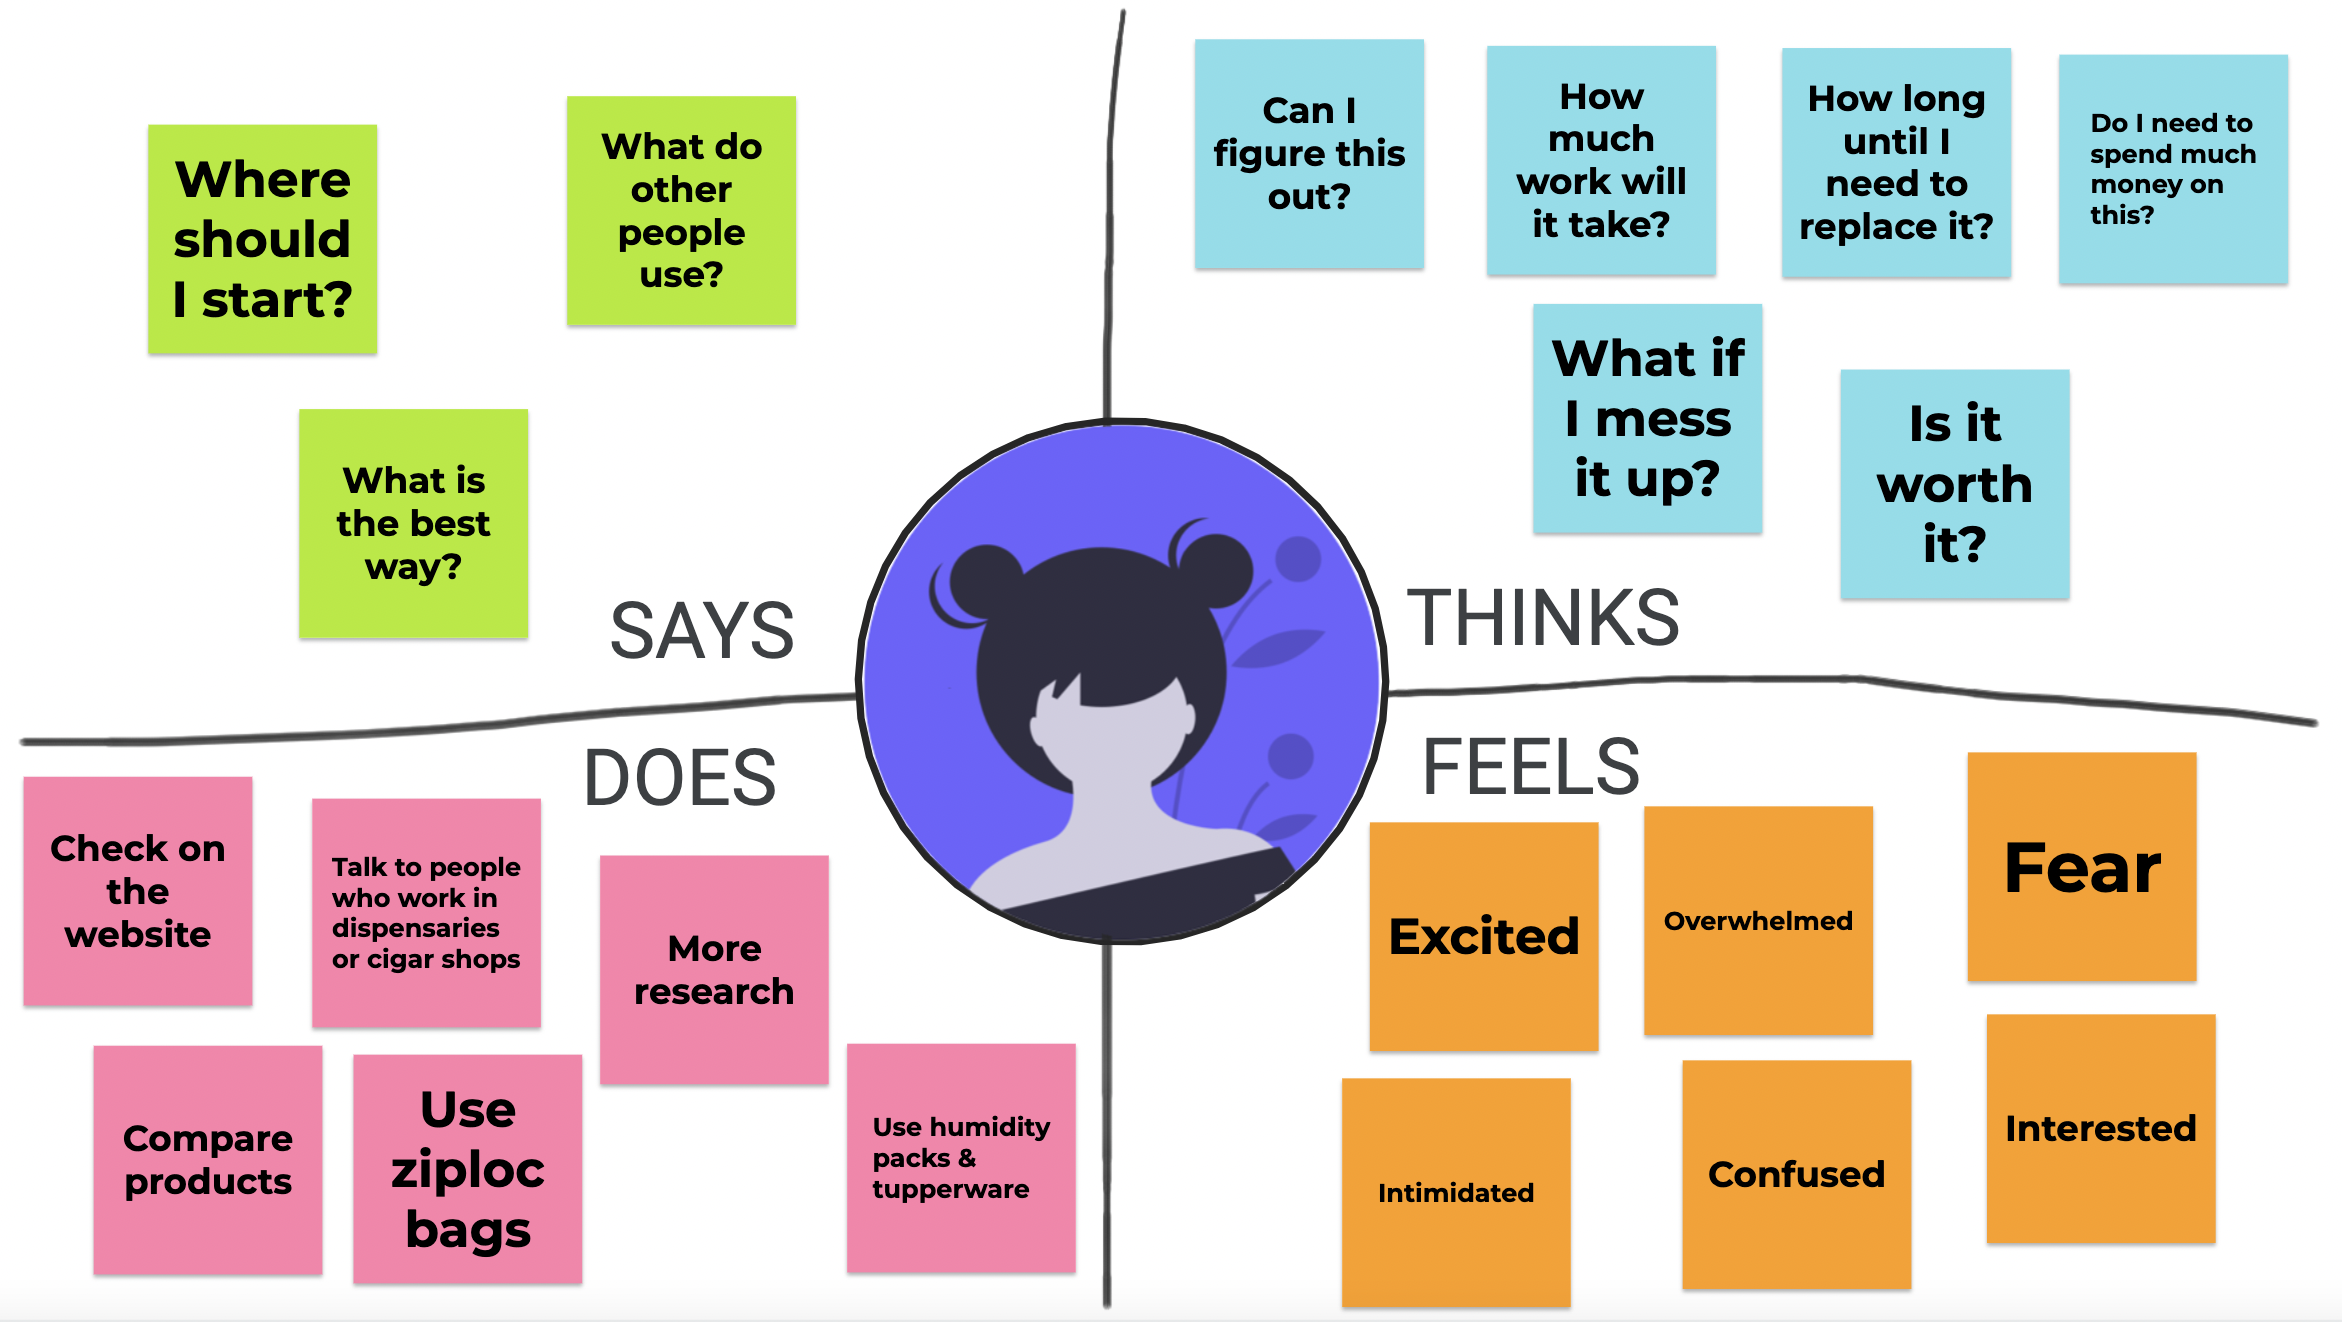 Where
should
I start?
What do
other
people
use?
What is
the best
way?
SAYS
Can I
figure this
out?
How
much
work will
it take?
How long
until I
need to
replace it?
Do I need to
spend much
money on
this?
What if
I mess
it up?
Is it
worth
it?
THINKS
DOES
Check on
the
website
Talk to people
who work in
dispensaries
or cigar shops
More
research
Compare
products
Use
ziploc
bags
Use humidity
packs &
tupperware
FEELS
Excited
Overwhelmed
Fear
Intimidated
Confused
Interested